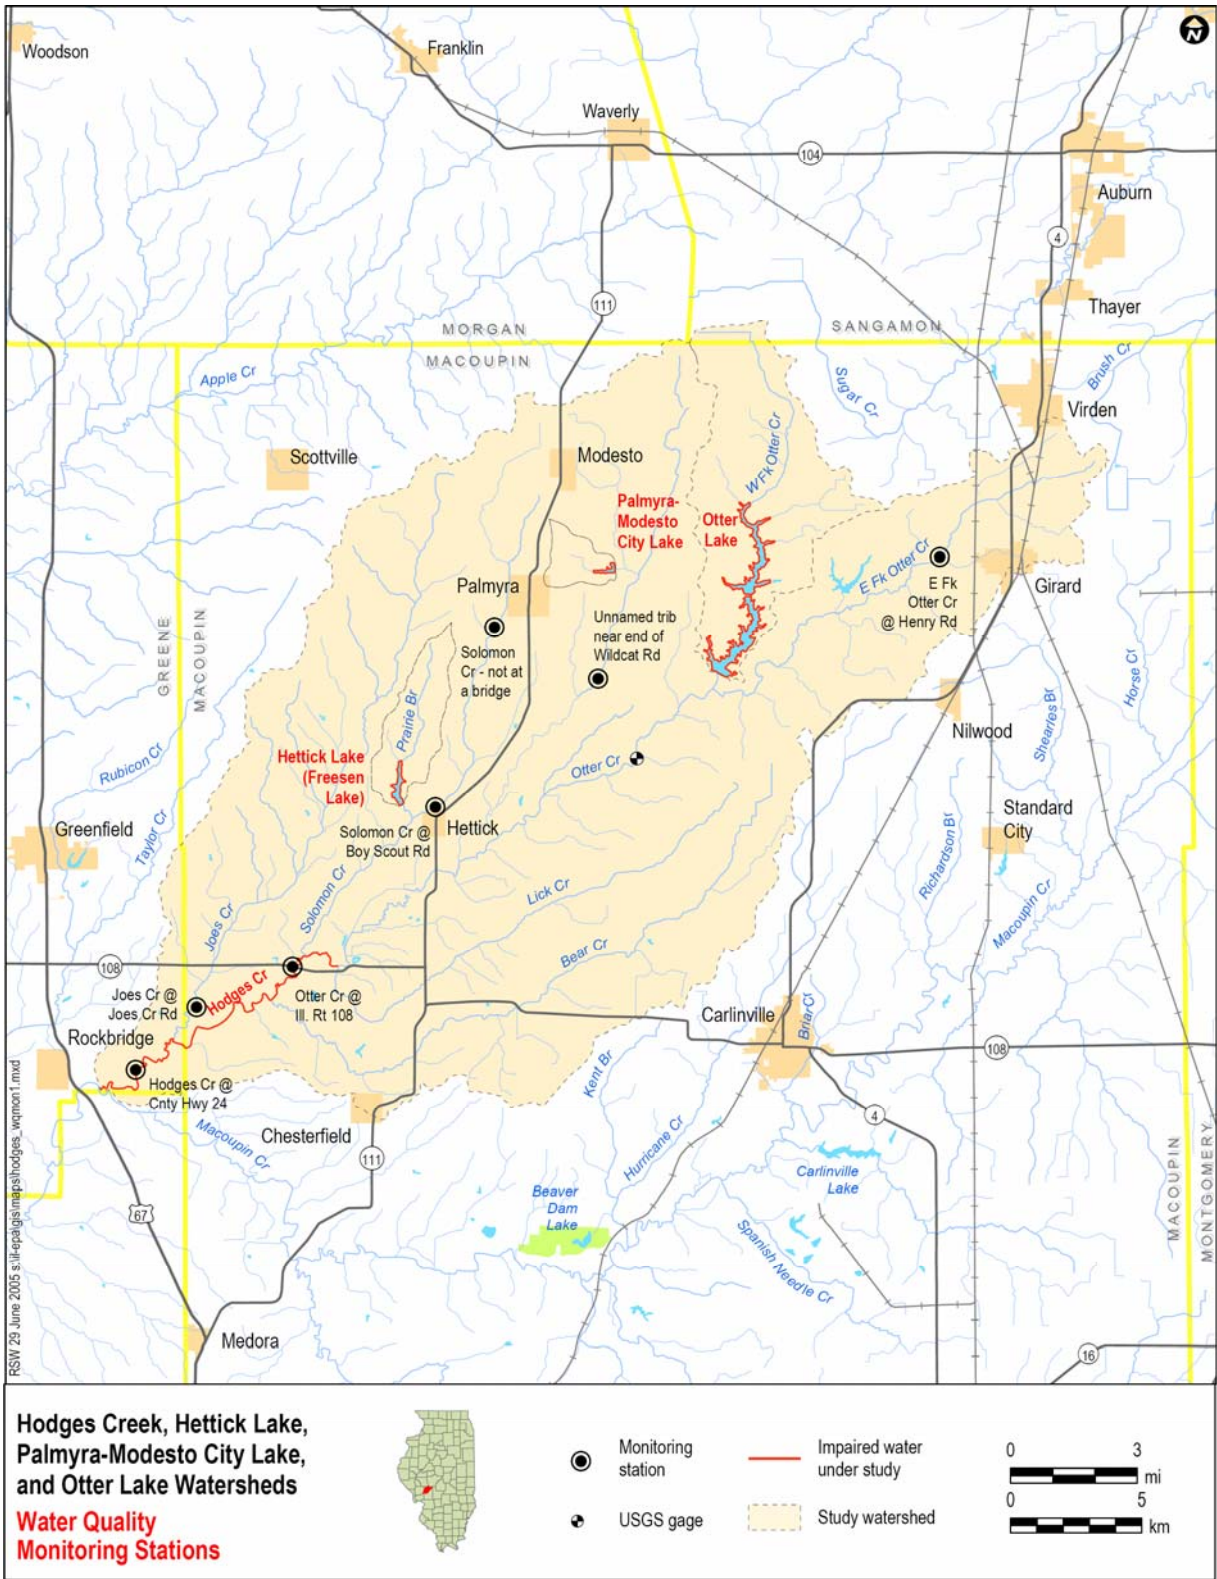 Woodson
Franklin
N
Waverly
104
Auburn
4
Thayer
111
MORGAN
SANGAMON
MACOUPIN
Apple Cr
Sugar Cr
Brush Cr
Virden
Scottville
Modesto
W Fk Otter Cr
Palmyra-
Modesto
City Lake
Otter
Lake
E Fk Otter Cr
E Fk
Otter Cr
@ Henry Rd
Girard
Palmyra
Unnamed trib
near end of
Wildcat Rd
Solomon
Cr - not at
a bridge
GREENE
MACOUPIN
Prairie Br
Horse Cr
Shearles Br
Nilwood
Rubicon Cr
Hettick Lake
(Freesen
Lake)
Otter Cr
Taylor Cr
Greenfield
Solomon Cr @
Boy Scout Rd
Hettick
Standard
City
Richardson Br
Macoupin Cr
Lick Cr
Solomon Cr
Joes Cr
Bear Cr
108
Hodges Cr
Joes Cr @
Joes Cr Rd
Otter Cr @
Ill. Rt 108
Rockbridge
Carlinville
Briar Cr
108
Hodges Cr @
Cnty Hwy 24
Kent Br
4
Macoupin Cr
Chesterfield
111
Hurricane Cr
Carlinville
Lake
Beaver
Dam
Lake
Spanish Needle Cr
MACOUPIN
MONTGOMERY
67
Medora
16
RSW 29 June 2005 s:\il-epa\gis\maps\hodges_wqmon1.mxd
Hodges Creek, Hettick Lake,
Palmyra-Modesto City Lake,
and Otter Lake Watersheds
Water Quality
Monitoring Stations
Monitoring
station
USGS gage
Impaired water
under study
Study watershed
0 3
mi
0 5
km